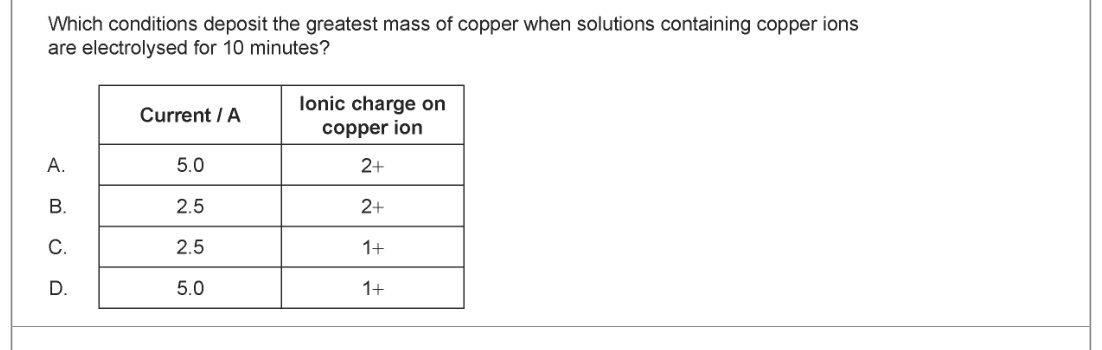 Which conditions deposit the greatest mass of copper when solutions containing copper ions
are electrolysed for 10 minutes?
Current / A
Ionic charge on
copper ion
A. 5.0 2+
B. 2.5 2+
C. 2.5 1+
D. 5.0 1+